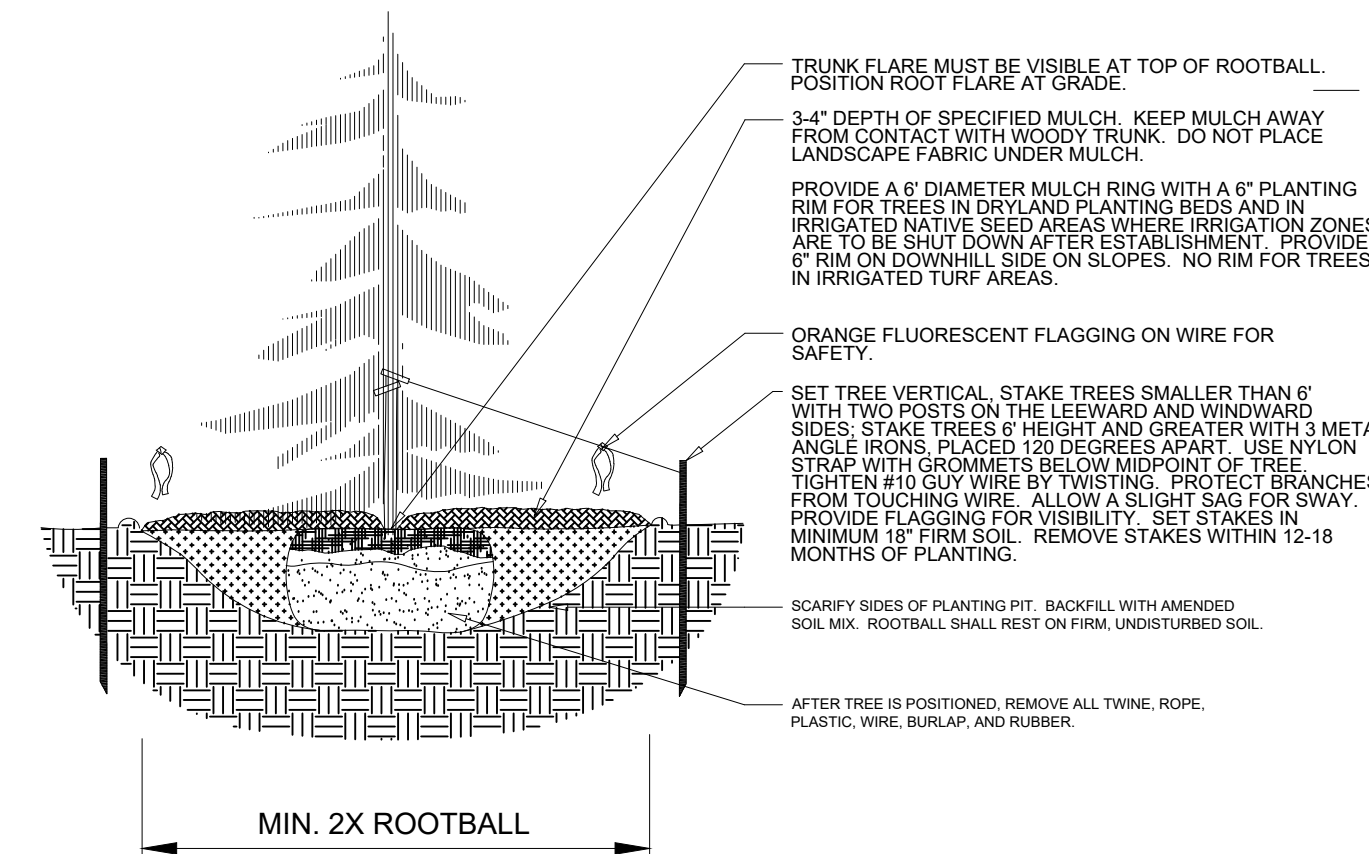 TRUNK FLARE MUST BE VISIBLE AT TOP OF ROOTBALL.
POSITION ROOT FLARE AT GRADE.
3-4" DEPTH OF SPECIFIED MULCH. KEEP MULCH AWAY
FROM CONTACT WITH WOODY TRUNK. DO NOT PLACE
LANDSCAPE FABRIC UNDER MULCH.
PROVIDE A 6' DIAMETER MULCH RING WITH A 6" PLANTING
RIM FOR TREES IN DRYLAND PLANTING BEDS AND IN
IRRIGATED NATIVE SEED AREAS WHERE IRRIGATION ZONES
ARE TO BE SHUT DOWN AFTER ESTABLISHMENT. PROVIDE
6" RIM ON DOWNHILL SIDE ON SLOPES. NO RIM FOR TREES
IN IRRIGATED TURF AREAS.
ORANGE FLUORESCENT FLAGGING ON WIRE FOR
SAFETY.
SET TREE VERTICAL, STAKE TREES SMALLER THAN 6'
WITH TWO POSTS ON THE LEEWARD AND WINDWARD
SIDES; STAKE TREES 6' HEIGHT AND GREATER WITH 3 META
ANGLE IRONS, PLACED 120 DEGREES APART. USE NYLON
STRAP WITH GROMMETS BELOW MIDPOINT OF TREE.
TIGHTEN #10 GUY WIRE BY TWISTING. PROTECT BRANCHES
FROM TOUCHING WIRE. ALLOW A SLIGHT SAG FOR SWAY.
PROVIDE FLAGGING FOR VISIBILITY. SET STAKES IN
MINIMUM 18" FIRM SOIL. REMOVE STAKES WITHIN 12-18
MONTHS OF PLANTING.
SCARIFY SIDES OF PLANTING PIT. BACKFILL WITH AMENDED
SOIL MIX. ROOTBALL SHALL REST ON FIRM, UNDISTURBED SOIL.
AFTER TREE IS POSITIONED, REMOVE ALL TWINE, ROPE,
PLASTIC, WIRE, BURLAP, AND RUBBER.
MIN. 2X ROOTBALL